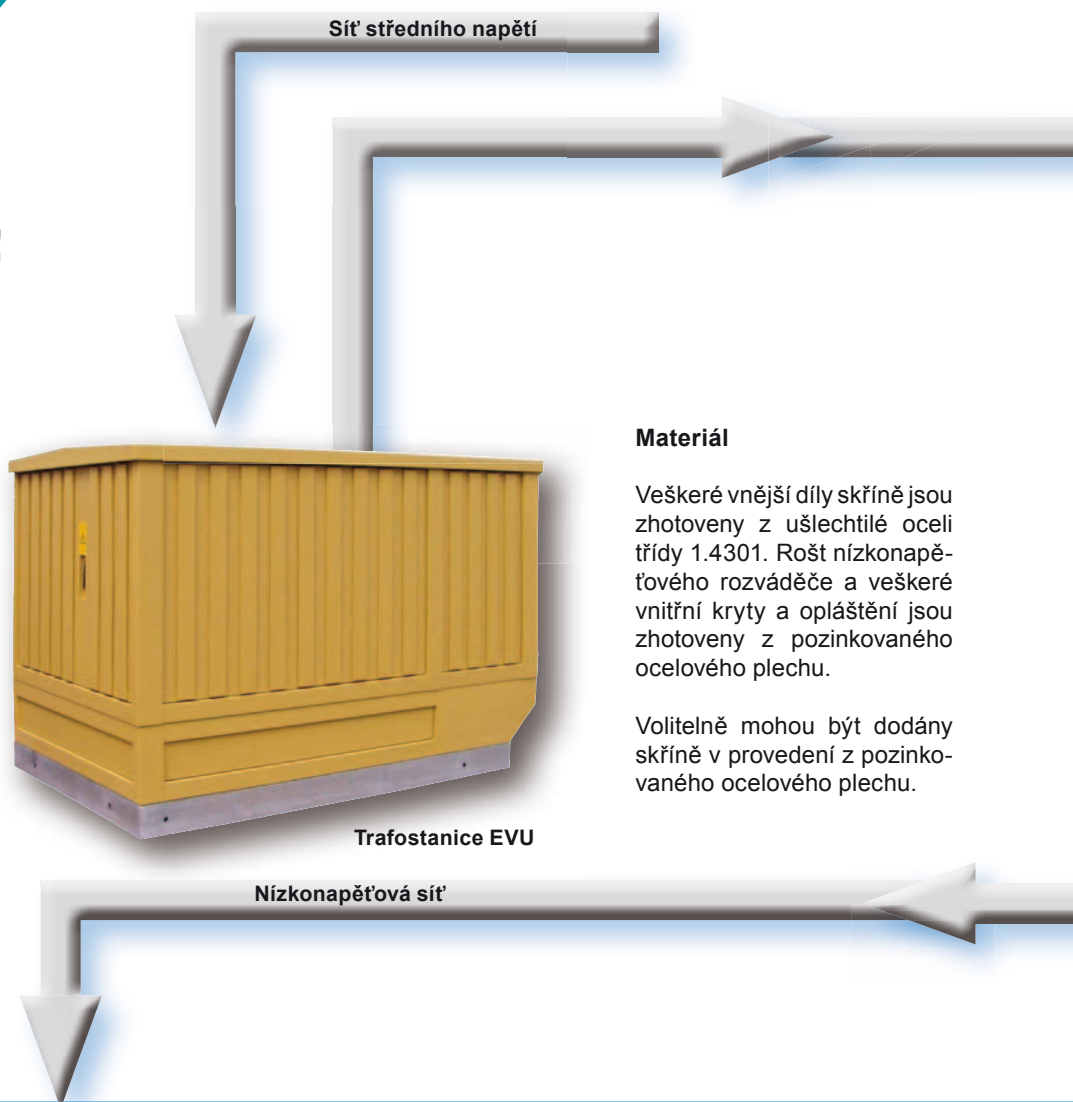 Síť středního napětí
Materiál
Veškeré vnější díly skříně jsou
zhotoveny z ušlechtilé oceli
třídy 1.4301. Rošt nízkonapě-
ťového rozváděče a veškeré
vnitřní kryty a opláštění jsou
zhotoveny z pozinkovaného
ocelového plechu.
Volitelně mohou být dodány
skříně v provedení z pozinko-
vaného ocelového plechu.
Trafostanice EVU
Nízkonapěťová síť